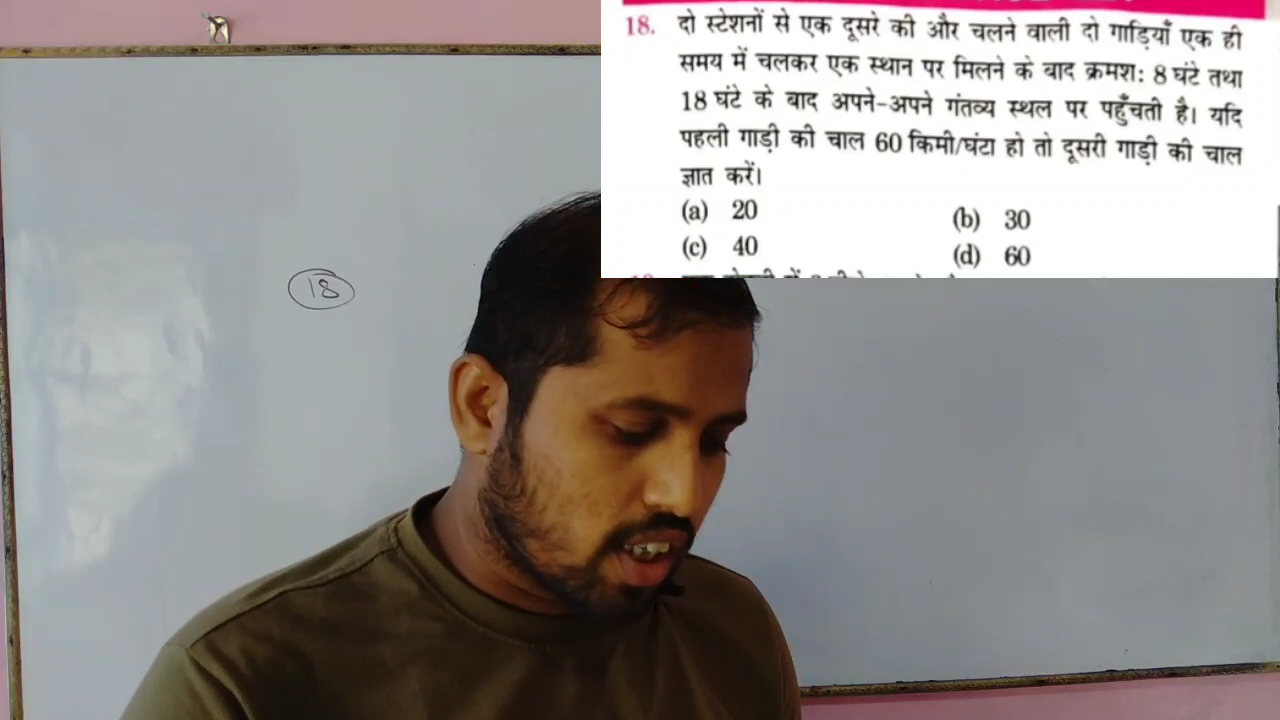 18. दो स्टेशनों से एक दूसरे की और चलने वाली दो गाड़ियाँ एक ही
समय में चलकर एक स्थान पर मिलने के बाद क्रमश: 8 घंटे तथा
18 घंटे के बाद अपने-अपने गंतव्य स्थल पर पहुँचती है। यदि
पहली गाड़ी की चाल 60 किमी/घंटा हो तो दूसरी गाड़ी की चाल
ज्ञात करें।
(a) 20 (b) 30
(c) 40 (d) 60
18